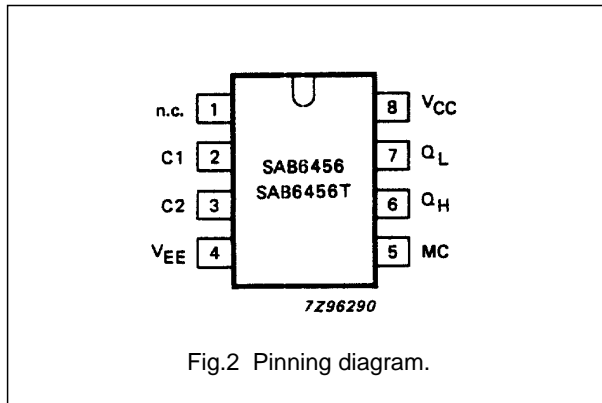 n.c. 1 8 VCC
C1 2 7 QL
C2 3 6 QH
VEE 4 5 MC
SAB6456
SAB6456T
7Z96290
Fig.2 Pinning diagram.